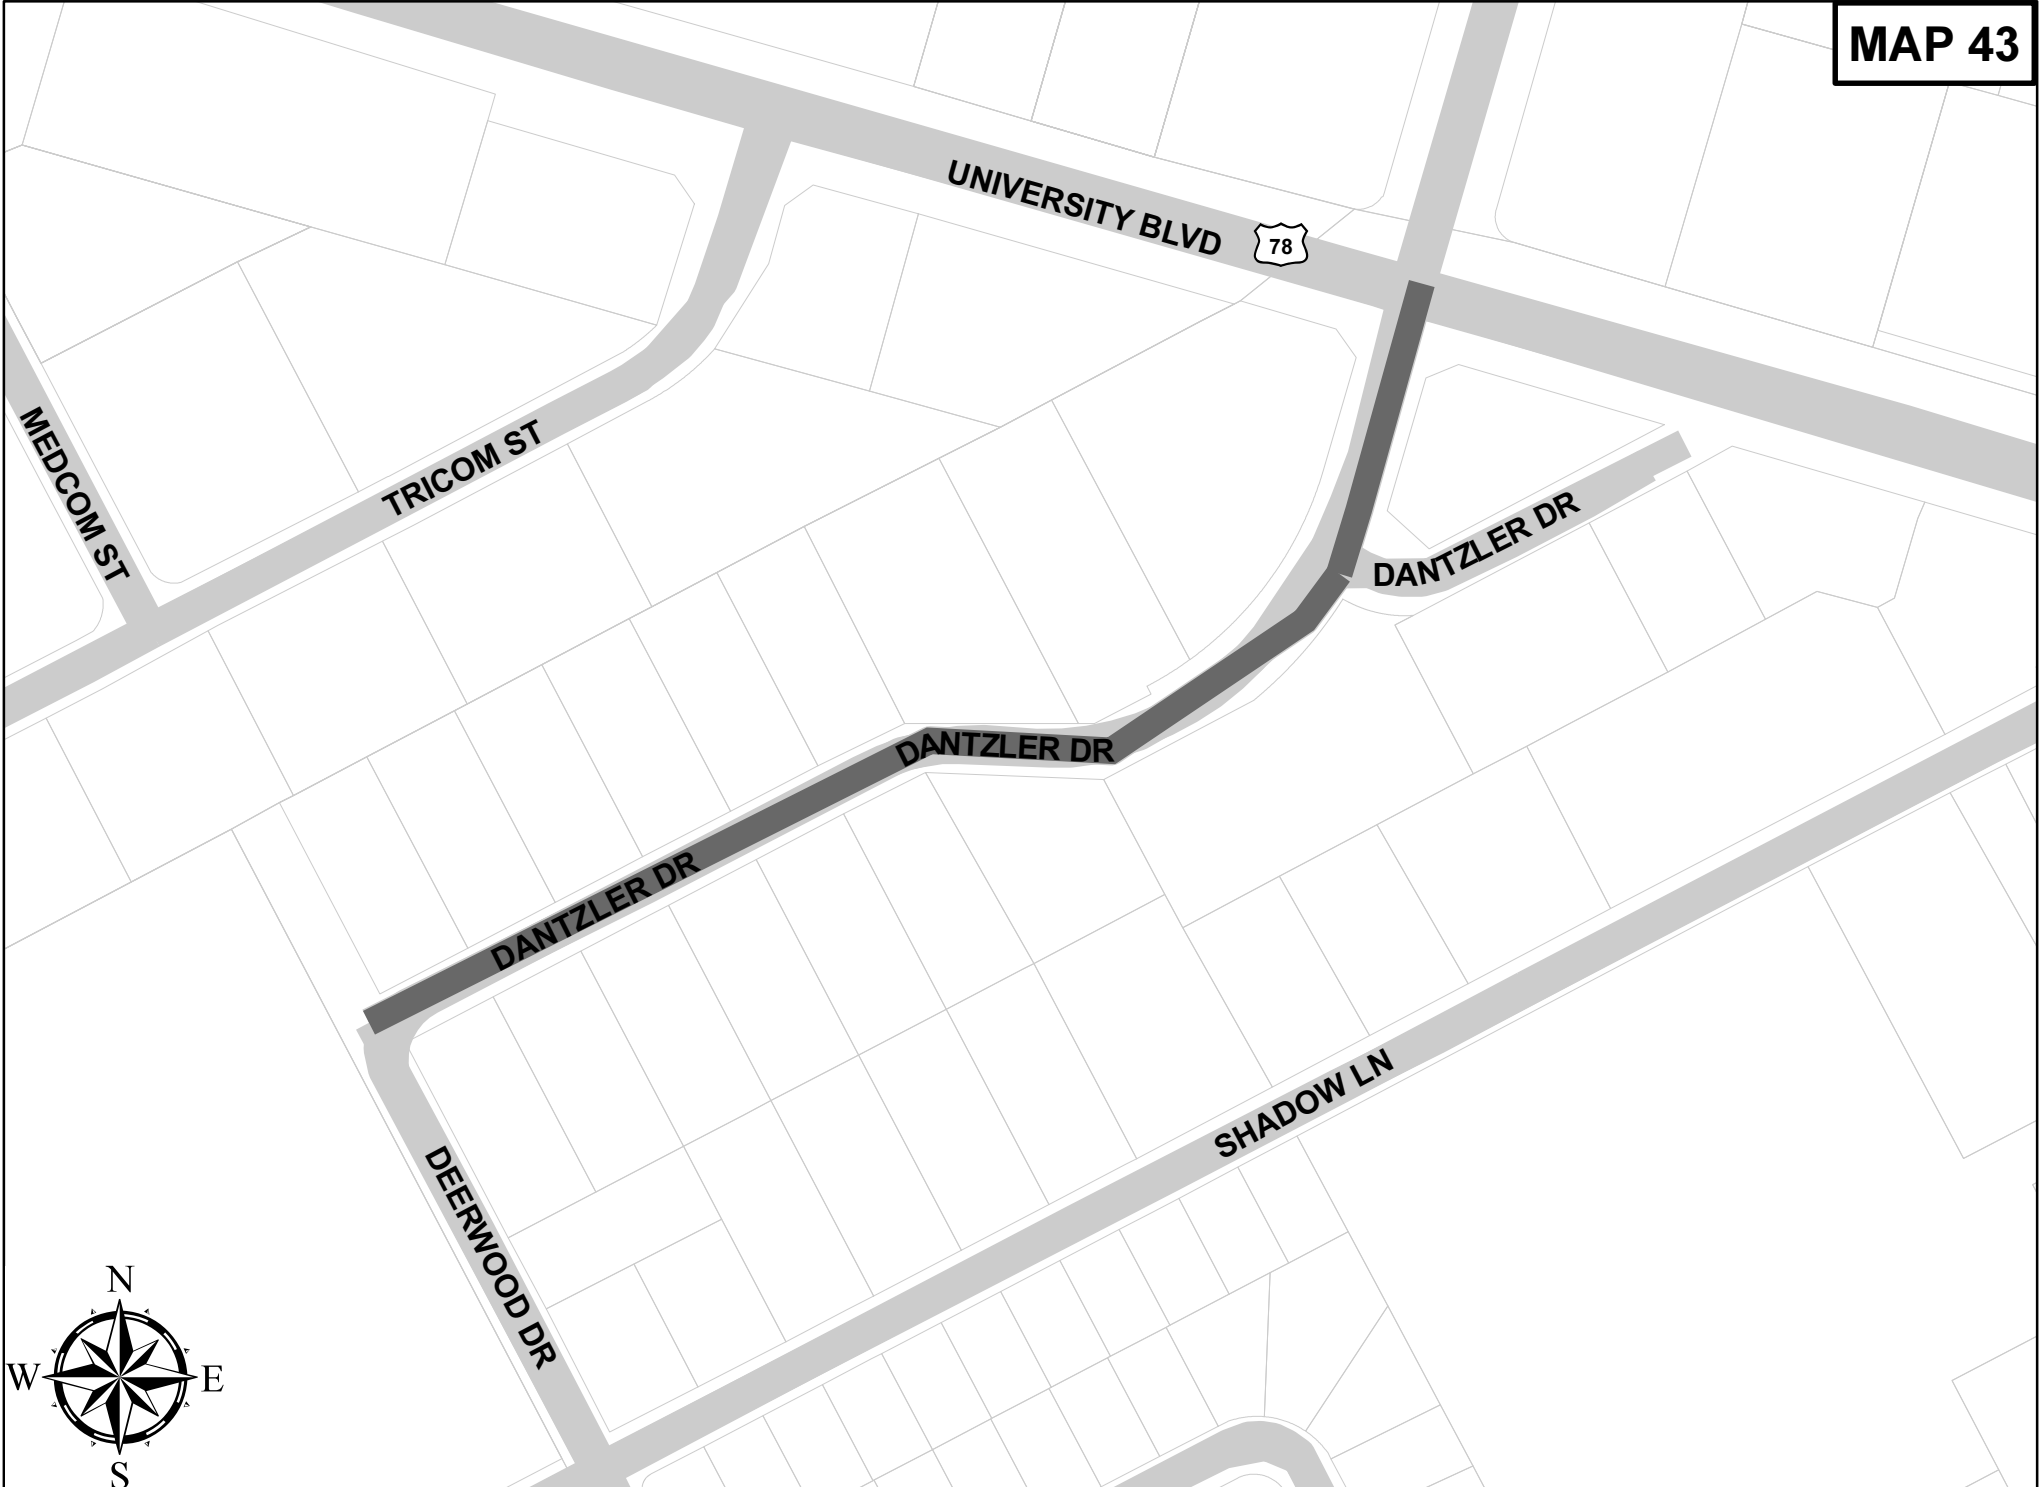 MAP 43
UNIVERSITY BLVD
78
MEDCOM ST
TRICOM ST
DANTZLER DR
DANTZLER DR
DANTZLER DR
SHADOW LN
DEERWOOD DR
N
W
E
S